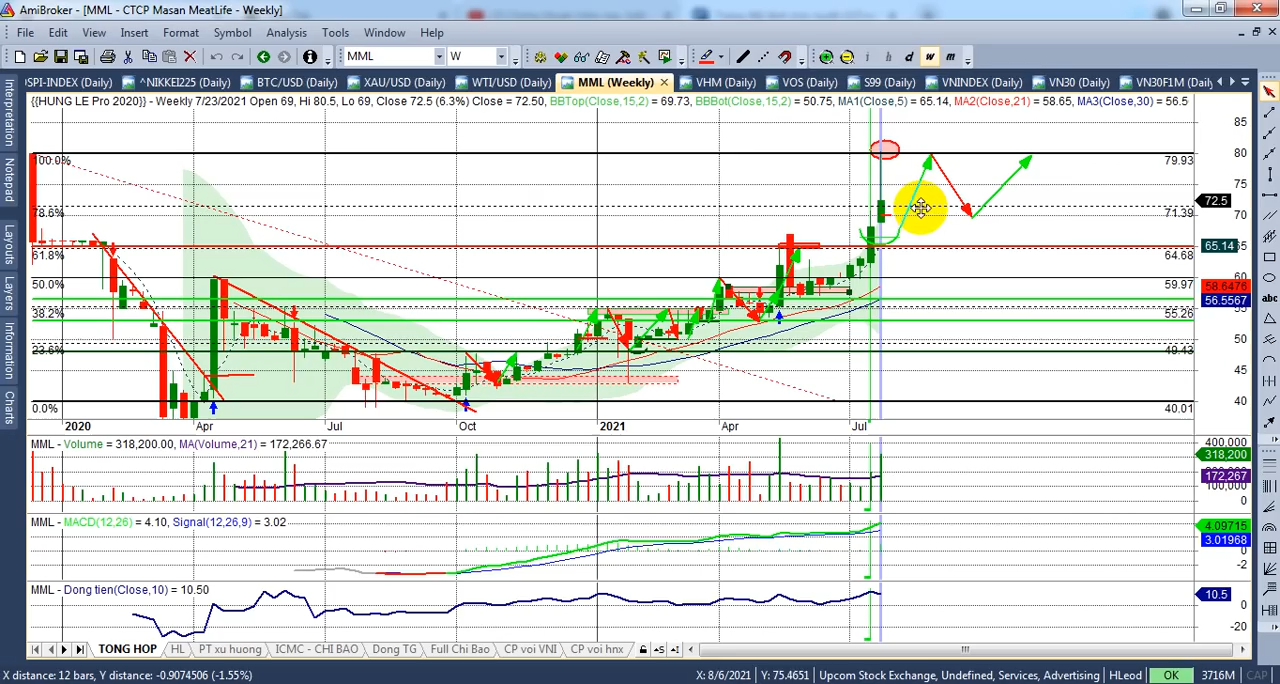 AmiBroker - [MML - CTCP Masan MeatLife - Weekly]
File Edit View Insert Format Symbol Analysis Tools Window Help
MML W i h d w m
SPI-INDEX (Daily) ^NIKKEI225 (Daily) BTC/USD (Daily) XAU/USD (Daily) WTI/USD (Daily) MML (Weekly) VHM (Daily) VOS (Daily) S99 (Daily) VNINDEX (Daily) VN30 (Daily) VN30F1M (Daily)
{{HUNG LE Pro 2020}} - Weekly 7/23/2021 Open 69, Hi 80.5, Lo 69, Close 72.5 (6.3%) Close = 72.50, BBTop(Close,15,2) = 69.73, BBBot(Close,15,2) = 50.75, MA1(Close,5) = 65.14, MA2(Close,21) = 58.65, MA3(Close,30) = 56.5
Interpretation
Notepad
Layouts
Layers
Information
Charts
85
80
75
72.5
70
65.14
65
60
58.6476
56.5567
50
45
40
100.0% 79.93
78.6% 71.39
61.8% 64.68
50.0% 59.97
38.2% 55.26
23.6% 49.43
0.0% 40.01
2020 Apr Jul Oct 2021 Apr Jul
MML - Volume = 318,200.00, MA(Volume,21) = 172,266.67
400,000
318,200
172,267
100,000
0
MML - MACD(12,26) = 4.10, Signal(12,26,9) = 3.02
4.09715
3.01968
0
-2
MML - Dong tien(Close,10) = 10.50
10.5
0
-20
abc
TONG HOP HL PT xu huong ICMC - CHI BAO Dong TG Full Chi Bao CP voi VNI CP voi hnx
X distance: 12 bars, Y distance: -0.9074506 (-1.55%) X: 8/6/2021 Y: 75.4651 Upcom Stock Exchange, Undefined, Services, Advertising HLeod OK 3716M CAP